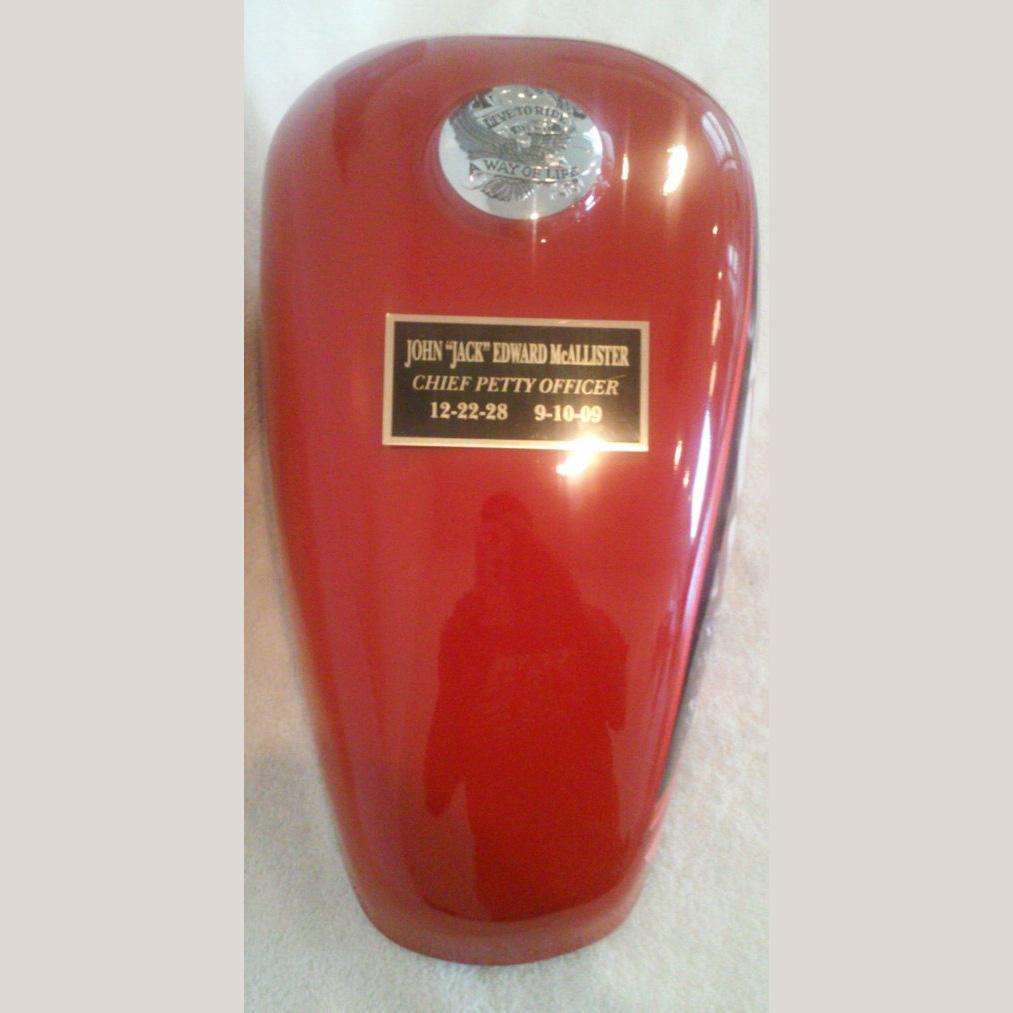 LIVE TO RIDE
A WAY OF LIFE
JOHN “JACK” EDWARD McALLISTER
CHIEF PETTY OFFICER
12-22-28 9-10-09